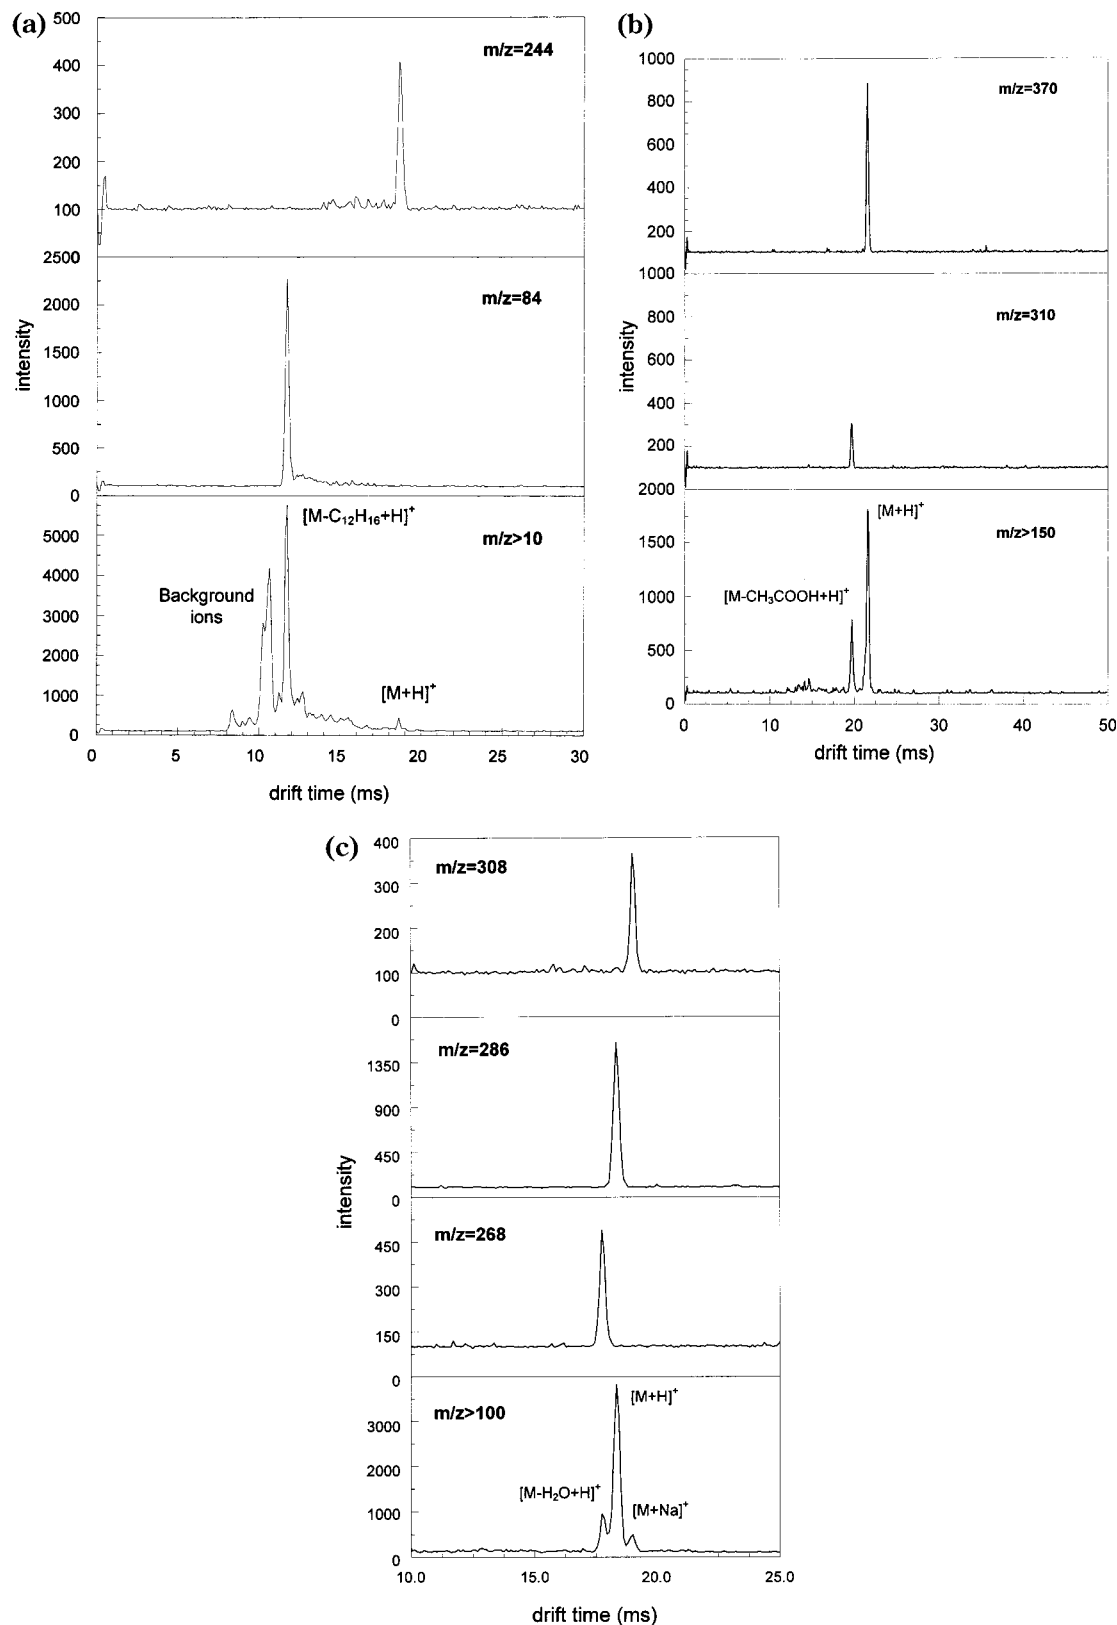 (a)
500
400
300
200
100
m/z=244
2500
2000
1500
1000
500
0
m/z=84
intensity
5000
4000
3000
2000
1000
0
[M-C₁₂H₁₆+H]⁺
m/z>10
Background
ions
[M+H]⁺
0 5 10 15 20 25 30
drift time (ms)
(b)
1000
800
600
400
200
m/z=370
1000
800
600
400
200
m/z=310
intensity
2000
1500
1000
500
0
[M+H]⁺
m/z>150
[M-CH₃COOH+H]⁺
0 10 20 30 40 50
drift time (ms)
(c)
400
300
200
100
0
m/z=308
1350
900
450
0
m/z=286
intensity
450
300
150
0
m/z=268
3000
2000
1000
0
m/z>100
[M+H]⁺
[M-H₂O+H]⁺
[M+Na]⁺
10.0 15.0 20.0 25.0
drift time (ms)